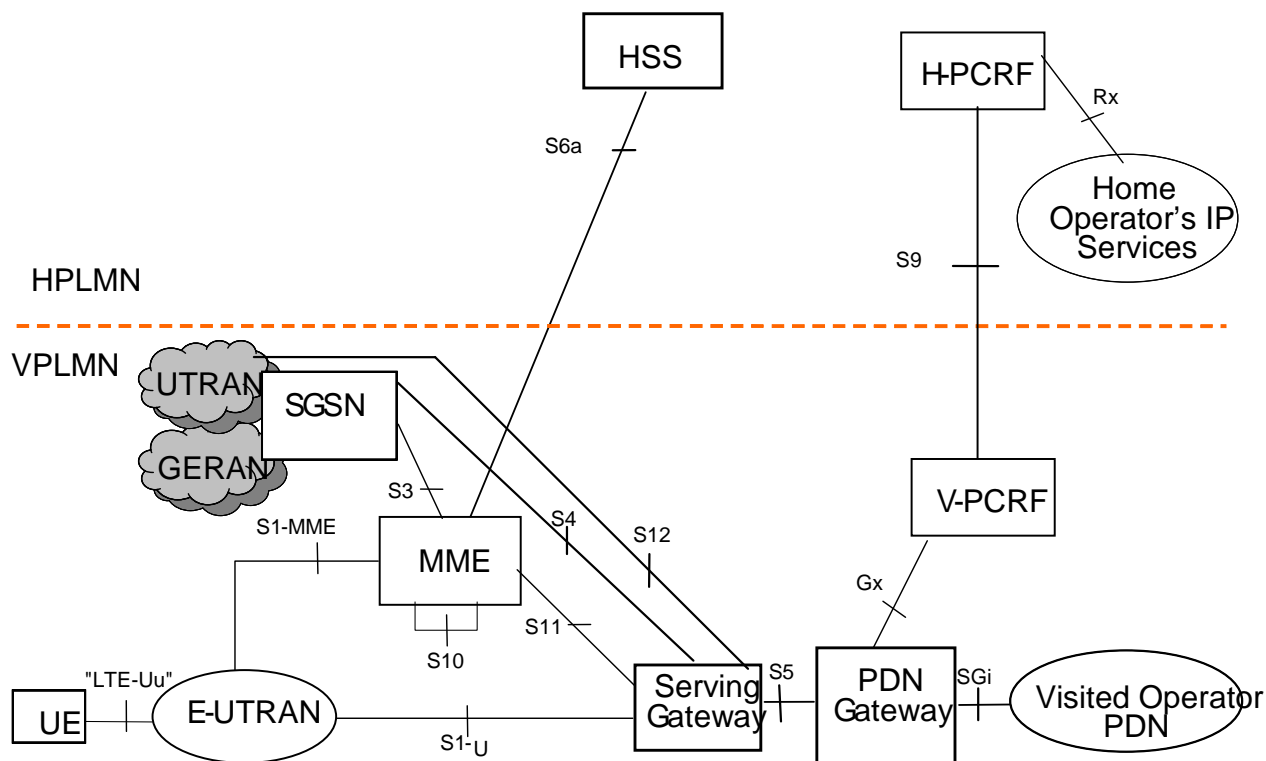 HSS
H-PCRF
Rx
S6a
Home
Operator's IP
Services
S9
HPLMN
VPLMN
UTRAN
SGSN
GERAN
S3
S4
S12
V-PCRF
S1-MME
MME
Gx
S11
S10
"LTE-Uu"
S5
SGi
UE
E-UTRAN
S1-U
Serving
Gateway
PDN
Gateway
Visited Operator
PDN